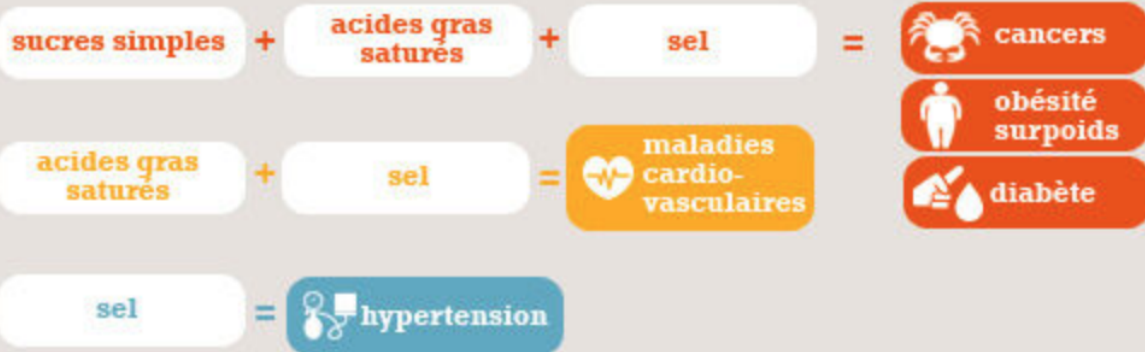 sucres simples + acides gras saturés + sel = cancers
obésité
surpoids
diabète
acides gras
saturés + sel = maladies
cardio-
vasculaires
sel = hypertension